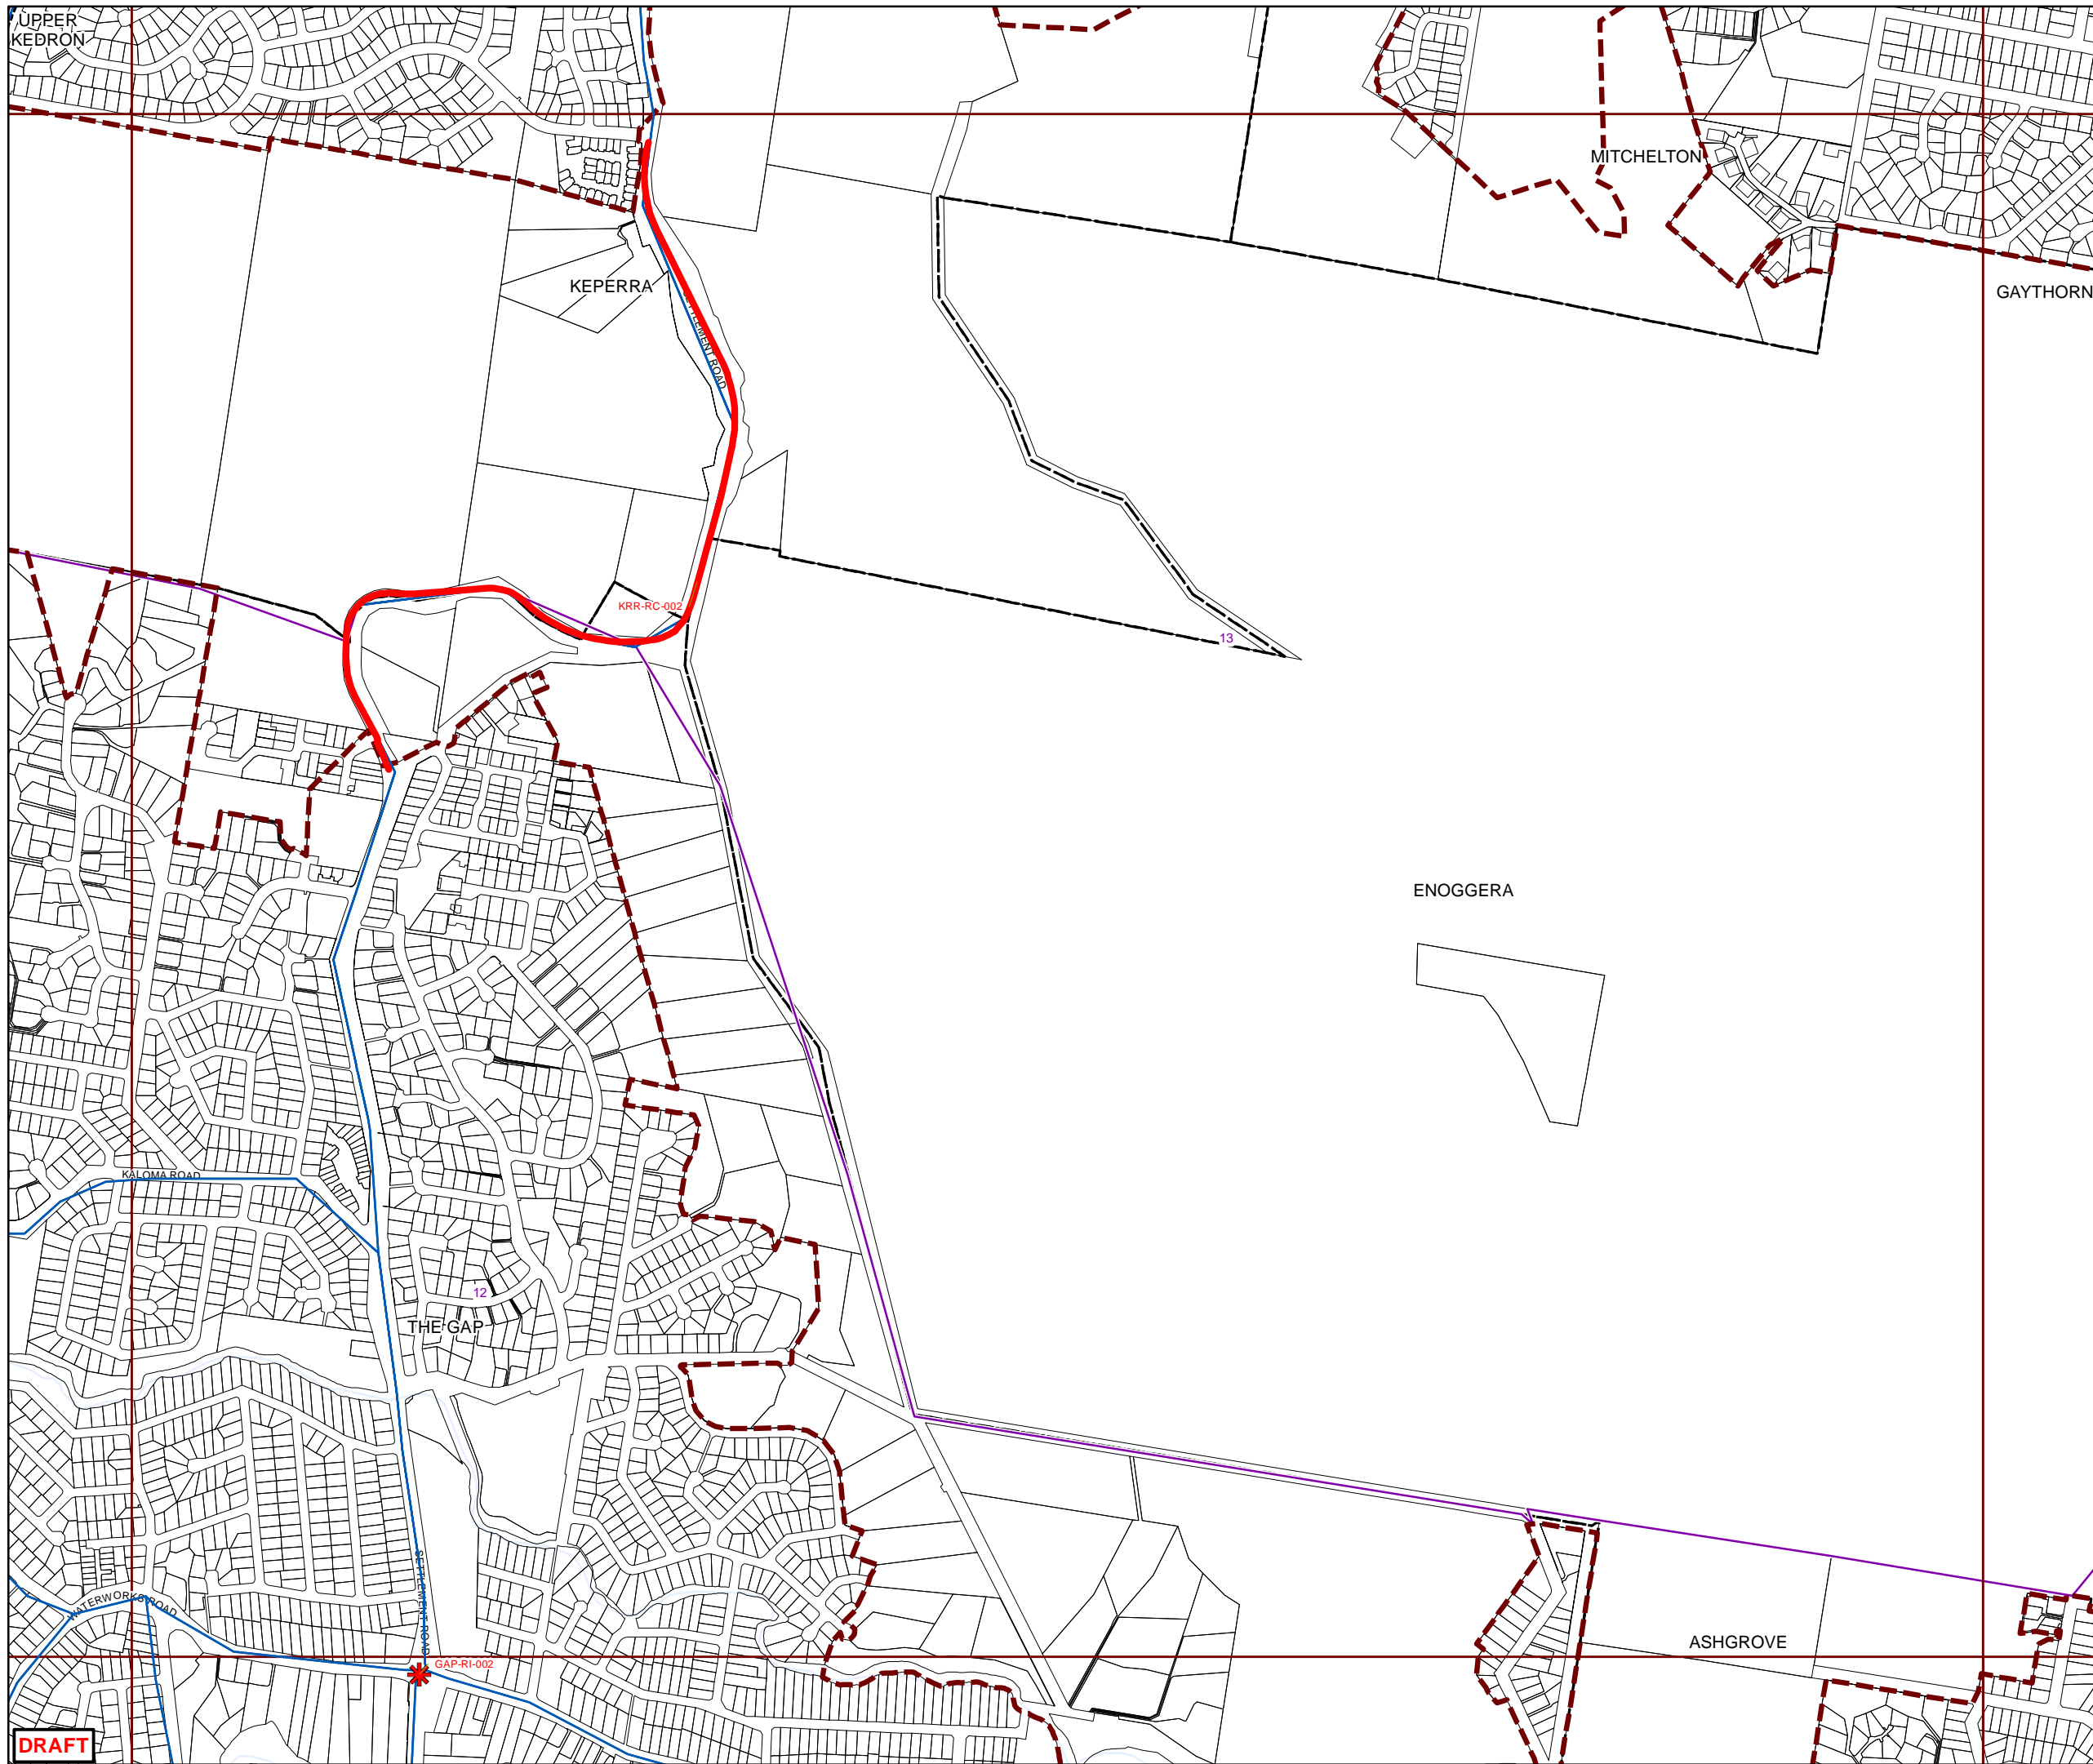 UPPER
KEDRON
MITCHELTON
KEPERRA
GAYTHORN
SETTLEMENT ROAD
KRR-RC-002
13
ENOGGERA
KALOMA ROAD
12
THE GAP
SETTLEMENT ROAD
WATERWORKS ROAD
ASHGROVE
GAP-RI-002
DRAFT